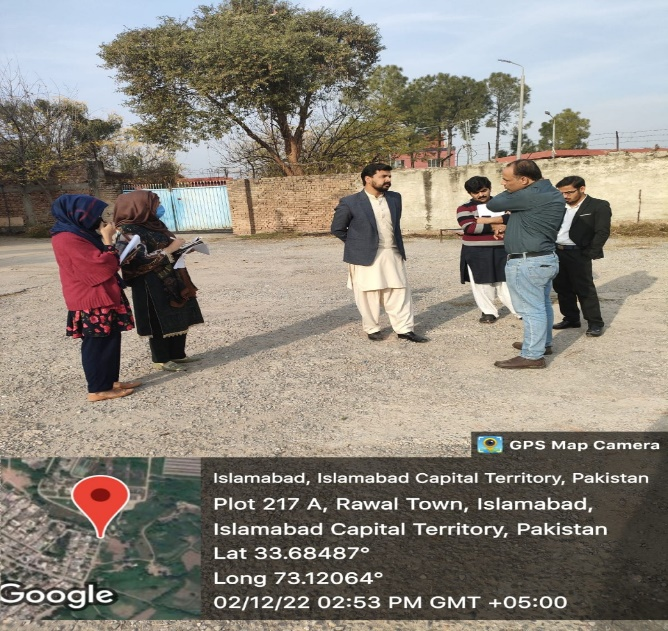 GPS Map Camera
Islamabad, Islamabad Capital Territory, Pakistan
Plot 217 A, Rawal Town, Islamabad,
Islamabad Capital Territory, Pakistan
Lat 33.68487°
Long 73.12064°
02/12/22 02:53 PM GMT +05:00
Google